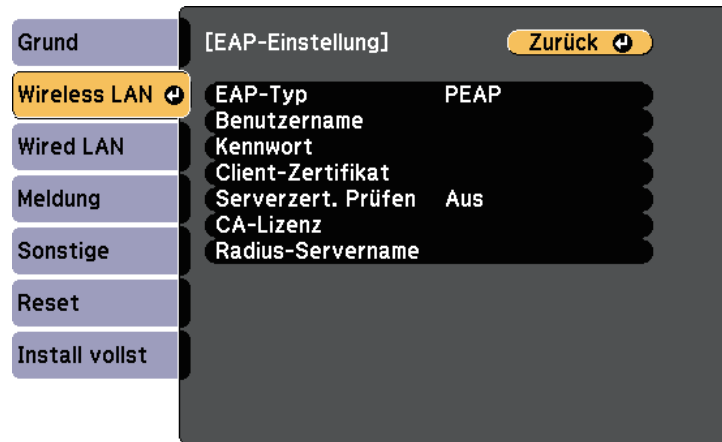 Grund
Wireless LAN
Wired LAN
Meldung
Sonstige
Reset
Install vollst
[EAP-Einstellung]
Zurück
EAP-Typ PEAP
Benutzername
Kennwort
Client-Zertifikat
Serverzert. Prüfen Aus
CA-Lizenz
Radius-Servername